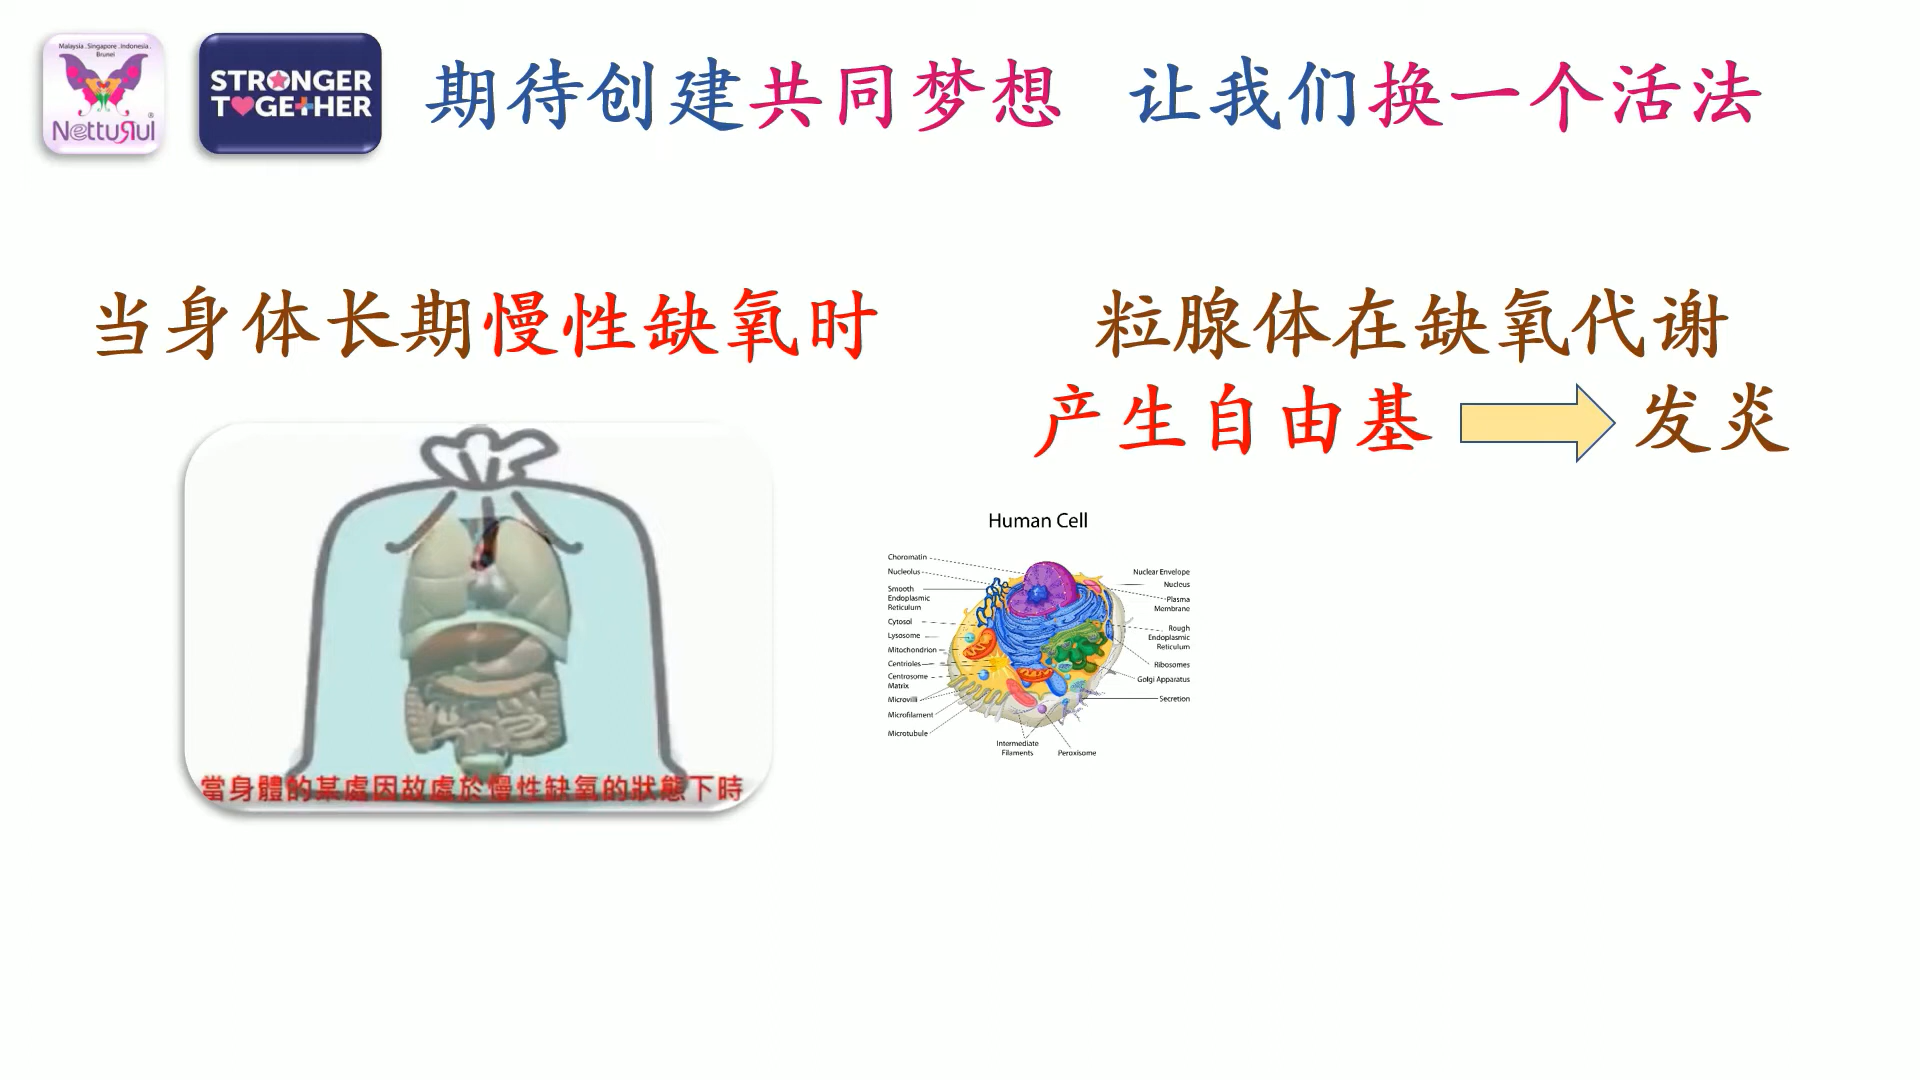 Malaysia . Singapore . Indonesia .
Brunei
NettuЯul®
STRONGER
TOGETHER
期待创建共同梦想 让我们换一个活法
当身体长期慢性缺氧时
當身體的某處因故處於慢性缺氧的狀態下時
粒腺体在缺氧代谢
产生自由基 发炎
Human Cell
Choromatin
Nucleolus
Smooth
Endoplasmic
Reticulum
Cytosol
Lysosome
Mitochondrion
Centrioles
Centrosome
Matrix
Microvilli
Microfilament
Microtubule
Intermediate
Filaments
Peroxisome
Nuclear Envelope
Nucleus
Plasma
Membrane
Rough
Endoplasmic
Reticulum
Ribosomes
Golgi Apparatus
Secretion